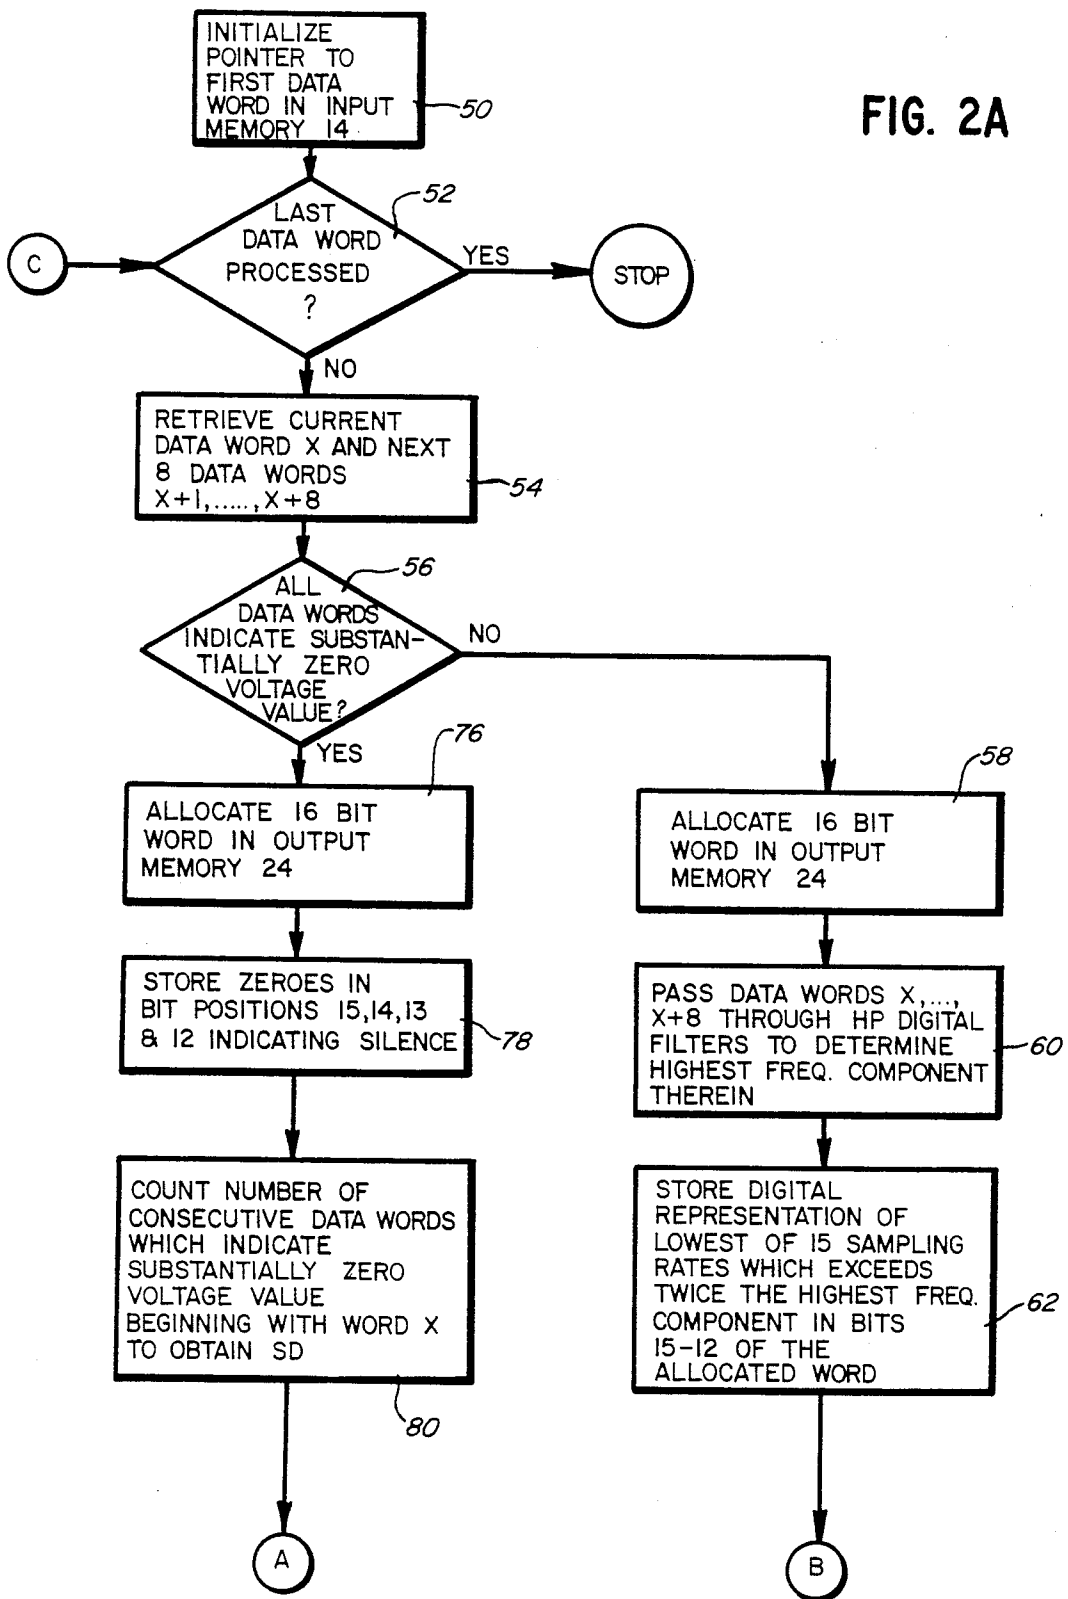 INITIALIZE
POINTER TO
FIRST DATA
WORD IN INPUT
MEMORY 14
50
FIG. 2A
LAST
DATA WORD
PROCESSED
?
52
C
YES
STOP
NO
RETRIEVE CURRENT
DATA WORD X AND NEXT
8 DATA WORDS
X+1,.....,X+8
54
ALL
DATA WORDS
INDICATE SUBSTAN-
TIALLY ZERO
VOLTAGE
VALUE?
56
NO
YES
76
ALLOCATE 16 BIT
WORD IN OUTPUT
MEMORY 24
58
ALLOCATE 16 BIT
WORD IN OUTPUT
MEMORY 24
STORE ZEROES IN
BIT POSITIONS 15,14,13
& 12 INDICATING SILENCE
78
PASS DATA WORDS X,...,
X+8 THROUGH HP DIGITAL
FILTERS TO DETERMINE
HIGHEST FREQ. COMPONENT
THEREIN
60
COUNT NUMBER OF
CONSECUTIVE DATA WORDS
WHICH INDICATE
SUBSTANTIALLY ZERO
VOLTAGE VALUE
BEGINNING WITH WORD X
TO OBTAIN SD
80
STORE DIGITAL
REPRESENTATION OF
LOWEST OF 15 SAMPLING
RATES WHICH EXCEEDS
TWICE THE HIGHEST FREQ.
COMPONENT IN BITS
15-12 OF THE
ALLOCATED WORD
62
A
B